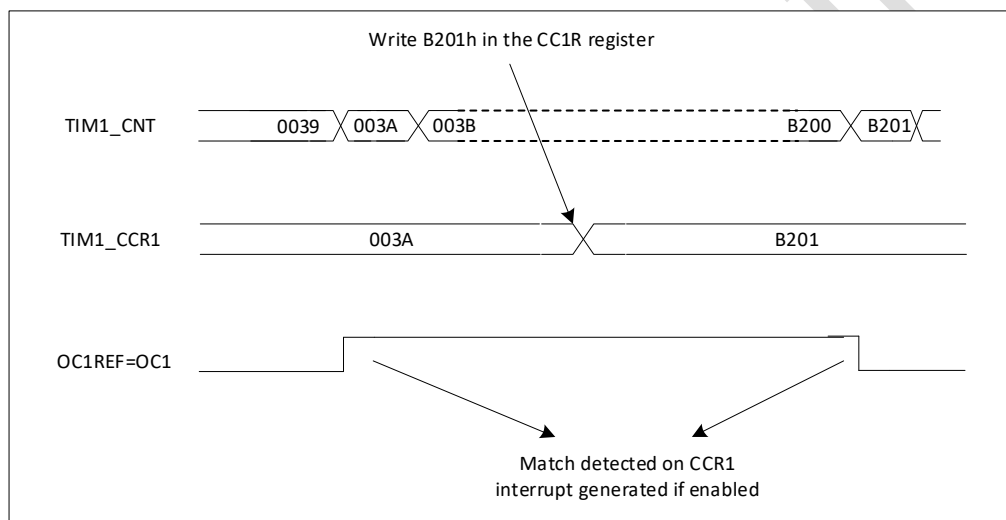 Write B201h in the CC1R register
TIM1_CNT 0039 003A 003B B200 B201
TIM1_CCR1 003A B201
OC1REF=OC1
Match detected on CCR1
interrupt generated if enabled